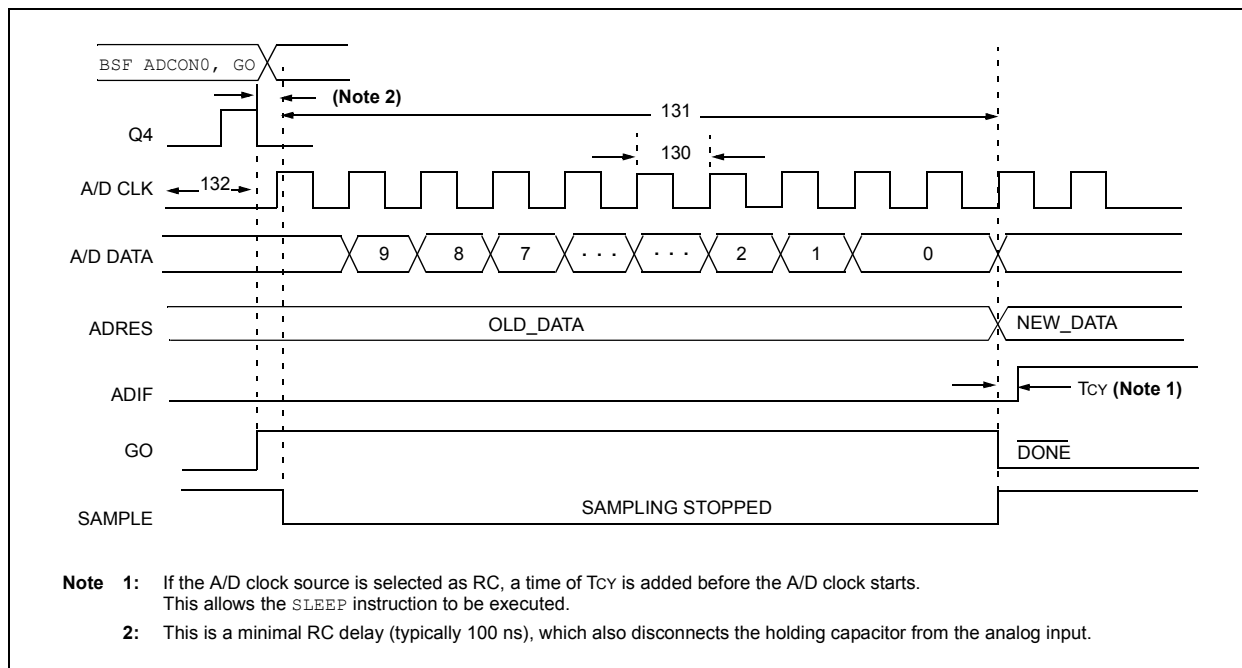 BSF ADCON0, GO
(Note 2)
131
Q4
130
A/D CLK
132
A/D DATA
9 8 7 · · · · · · 2 1 0
ADRES
OLD_DATA
NEW_DATA
ADIF
TCY (Note 1)
GO
DONE
SAMPLE
SAMPLING STOPPED
Note 1: If the A/D clock source is selected as RC, a time of TCY is added before the A/D clock starts.
This allows the SLEEP instruction to be executed.
2: This is a minimal RC delay (typically 100 ns), which also disconnects the holding capacitor from the analog input.